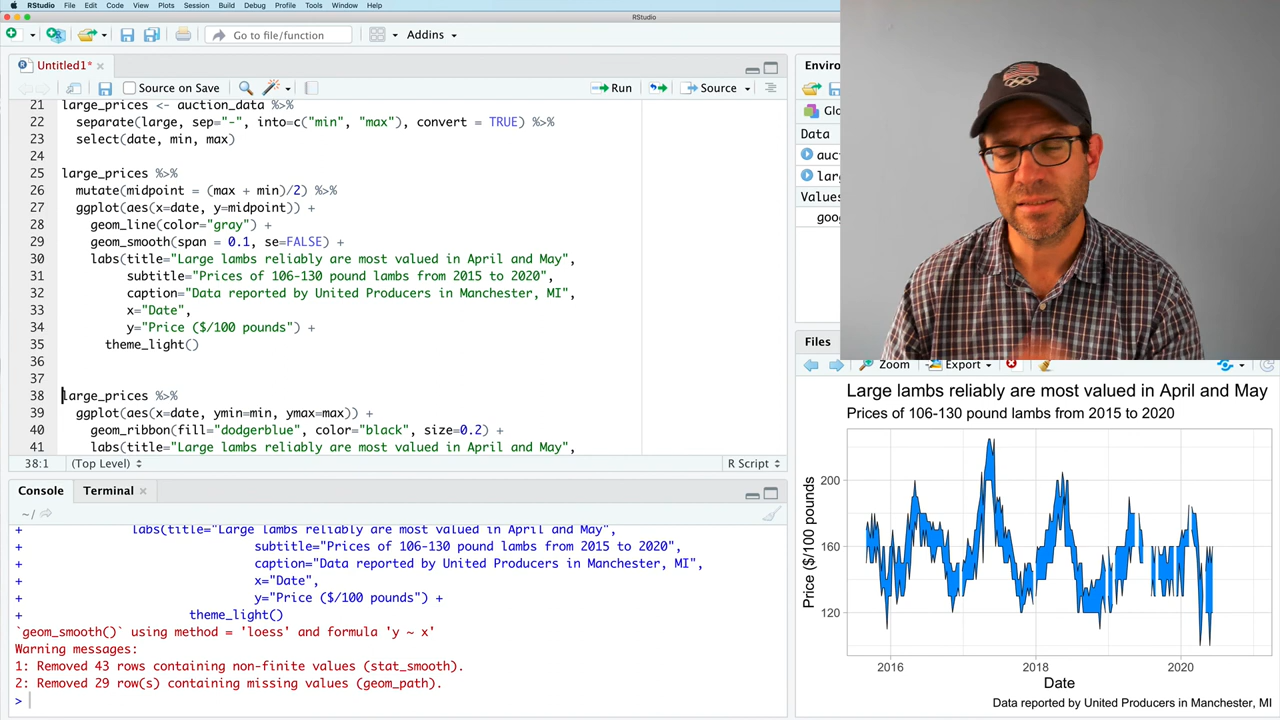 RStudio File Edit Code View Plots Session Build Debug Profile Tools Window Help
RStudio
Go to file/function
Addins
Untitled1*
Source on Save
Run
Source
21 large_prices <- auction_data %>%
22 separate(large, sep="-", into=c("min", "max"), convert = TRUE) %>%
23 select(date, min, max)
24
25 large_prices %>%
26 mutate(midpoint = (max + min)/2) %>%
27 ggplot(aes(x=date, y=midpoint)) +
28 geom_line(color="gray") +
29 geom_smooth(span = 0.1, se=FALSE) +
30 labs(title="Large lambs reliably are most valued in April and May",
31 subtitle="Prices of 106-130 pound lambs from 2015 to 2020",
32 caption="Data reported by United Producers in Manchester, MI",
33 x="Date",
34 y="Price ($/100 pounds") +
35 theme_light()
36
37
38 large_prices %>%
39 ggplot(aes(x=date, ymin=min, ymax=max)) +
40 geom_ribbon(fill="dodgerblue", color="black", size=0.2) +
41 labs(title="Large lambs reliably are most valued in April and May",
38:1 (Top Level) R Script
Console Terminal
~/
+ labs(title="Large lambs reliably are most valued in April and May",
+ subtitle="Prices of 106-130 pound lambs from 2015 to 2020",
+ caption="Data reported by United Producers in Manchester, MI",
+ x="Date",
+ y="Price ($/100 pounds") +
+ theme_light()
`geom_smooth()` using method = 'loess' and formula 'y ~ x'
Warning messages:
1: Removed 43 rows containing non-finite values (stat_smooth).
2: Removed 29 row(s) containing missing values (geom_path).
>
Enviro
Glo
Data
auc
lar
Values
goo
Files
Zoom Export
Large lambs reliably are most valued in April and May
Prices of 106-130 pound lambs from 2015 to 2020
Price ($/100 pounds
200
160
120
2016 2018 2020
Date
Data reported by United Producers in Manchester, MI